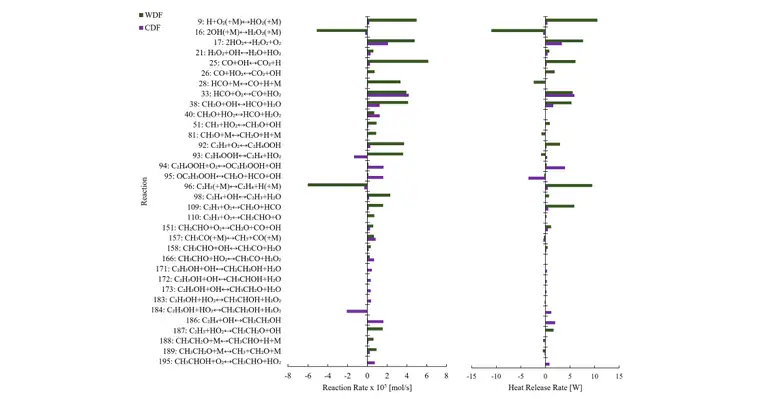 WDF
CDF
9: H+O₂(+M)↔HO₂(+M)
16: 2OH(+M)↔H₂O₂(+M)
17: 2HO₂↔H₂O₂+O₂
21: H₂O₂+OH↔H₂O+HO₂
25: CO+OH↔CO₂+H
26: CO+HO₂↔CO₂+OH
28: HCO+M↔CO+H+M
33: HCO+O₂↔CO+HO₂
38: CH₂O+OH↔HCO+H₂O
40: CH₂O+HO₂↔HCO+H₂O₂
51: CH₃+HO₂↔CH₃O+OH
81: CH₃O+M↔CH₂O+H+M
92: C₂H₅+O₂↔C₂H₄OOH
93: C₂H₄OOH↔C₂H₄+HO₂
94: C₂H₄OOH+O₂↔OC₂H₃OOH+OH
95: OC₂H₃OOH↔CH₂O+HCO+OH
96: C₂H₅(+M)↔C₂H₄+H(+M)
98: C₂H₄+OH↔C₂H₃+H₂O
109: C₂H₃+O₂↔CH₂O+HCO
110: C₂H₃+O₂↔CH₂CHO+O
151: CH₂CHO+O₂↔CH₂O+CO+OH
157: CH₃CO(+M)↔CH₃+CO(+M)
158: CH₃CHO+OH↔CH₃CO+H₂O
166: CH₃CHO+HO₂↔CH₃CO+H₂O₂
171: C₂H₅OH+OH↔CH₂CH₂OH+H₂O
172: C₂H₅OH+OH↔CH₃CHOH+H₂O
173: C₂H₅OH+OH↔CH₃CH₂O+H₂O
183: C₂H₅OH+HO₂↔CH₃CHOH+H₂O₂
184: C₂H₅OH+HO₂↔CH₂CH₂OH+H₂O₂
186: C₂H₄+OH↔CH₂CH₂OH
187: C₂H₅+HO₂↔CH₃CH₂O+OH
188: CH₃CH₂O+M↔CH₃CHO+H+M
189: CH₃CH₂O+M↔CH₃+CH₂O+M
195: CH₃CHOH+O₂↔CH₃CHO+HO₂
Reaction
-8 -6 -4 -2 0 2 4 6 8
Reaction Rate x 10⁵ [mol/s]
-15 -10 -5 0 5 10 15
Heat Release Rate [W]